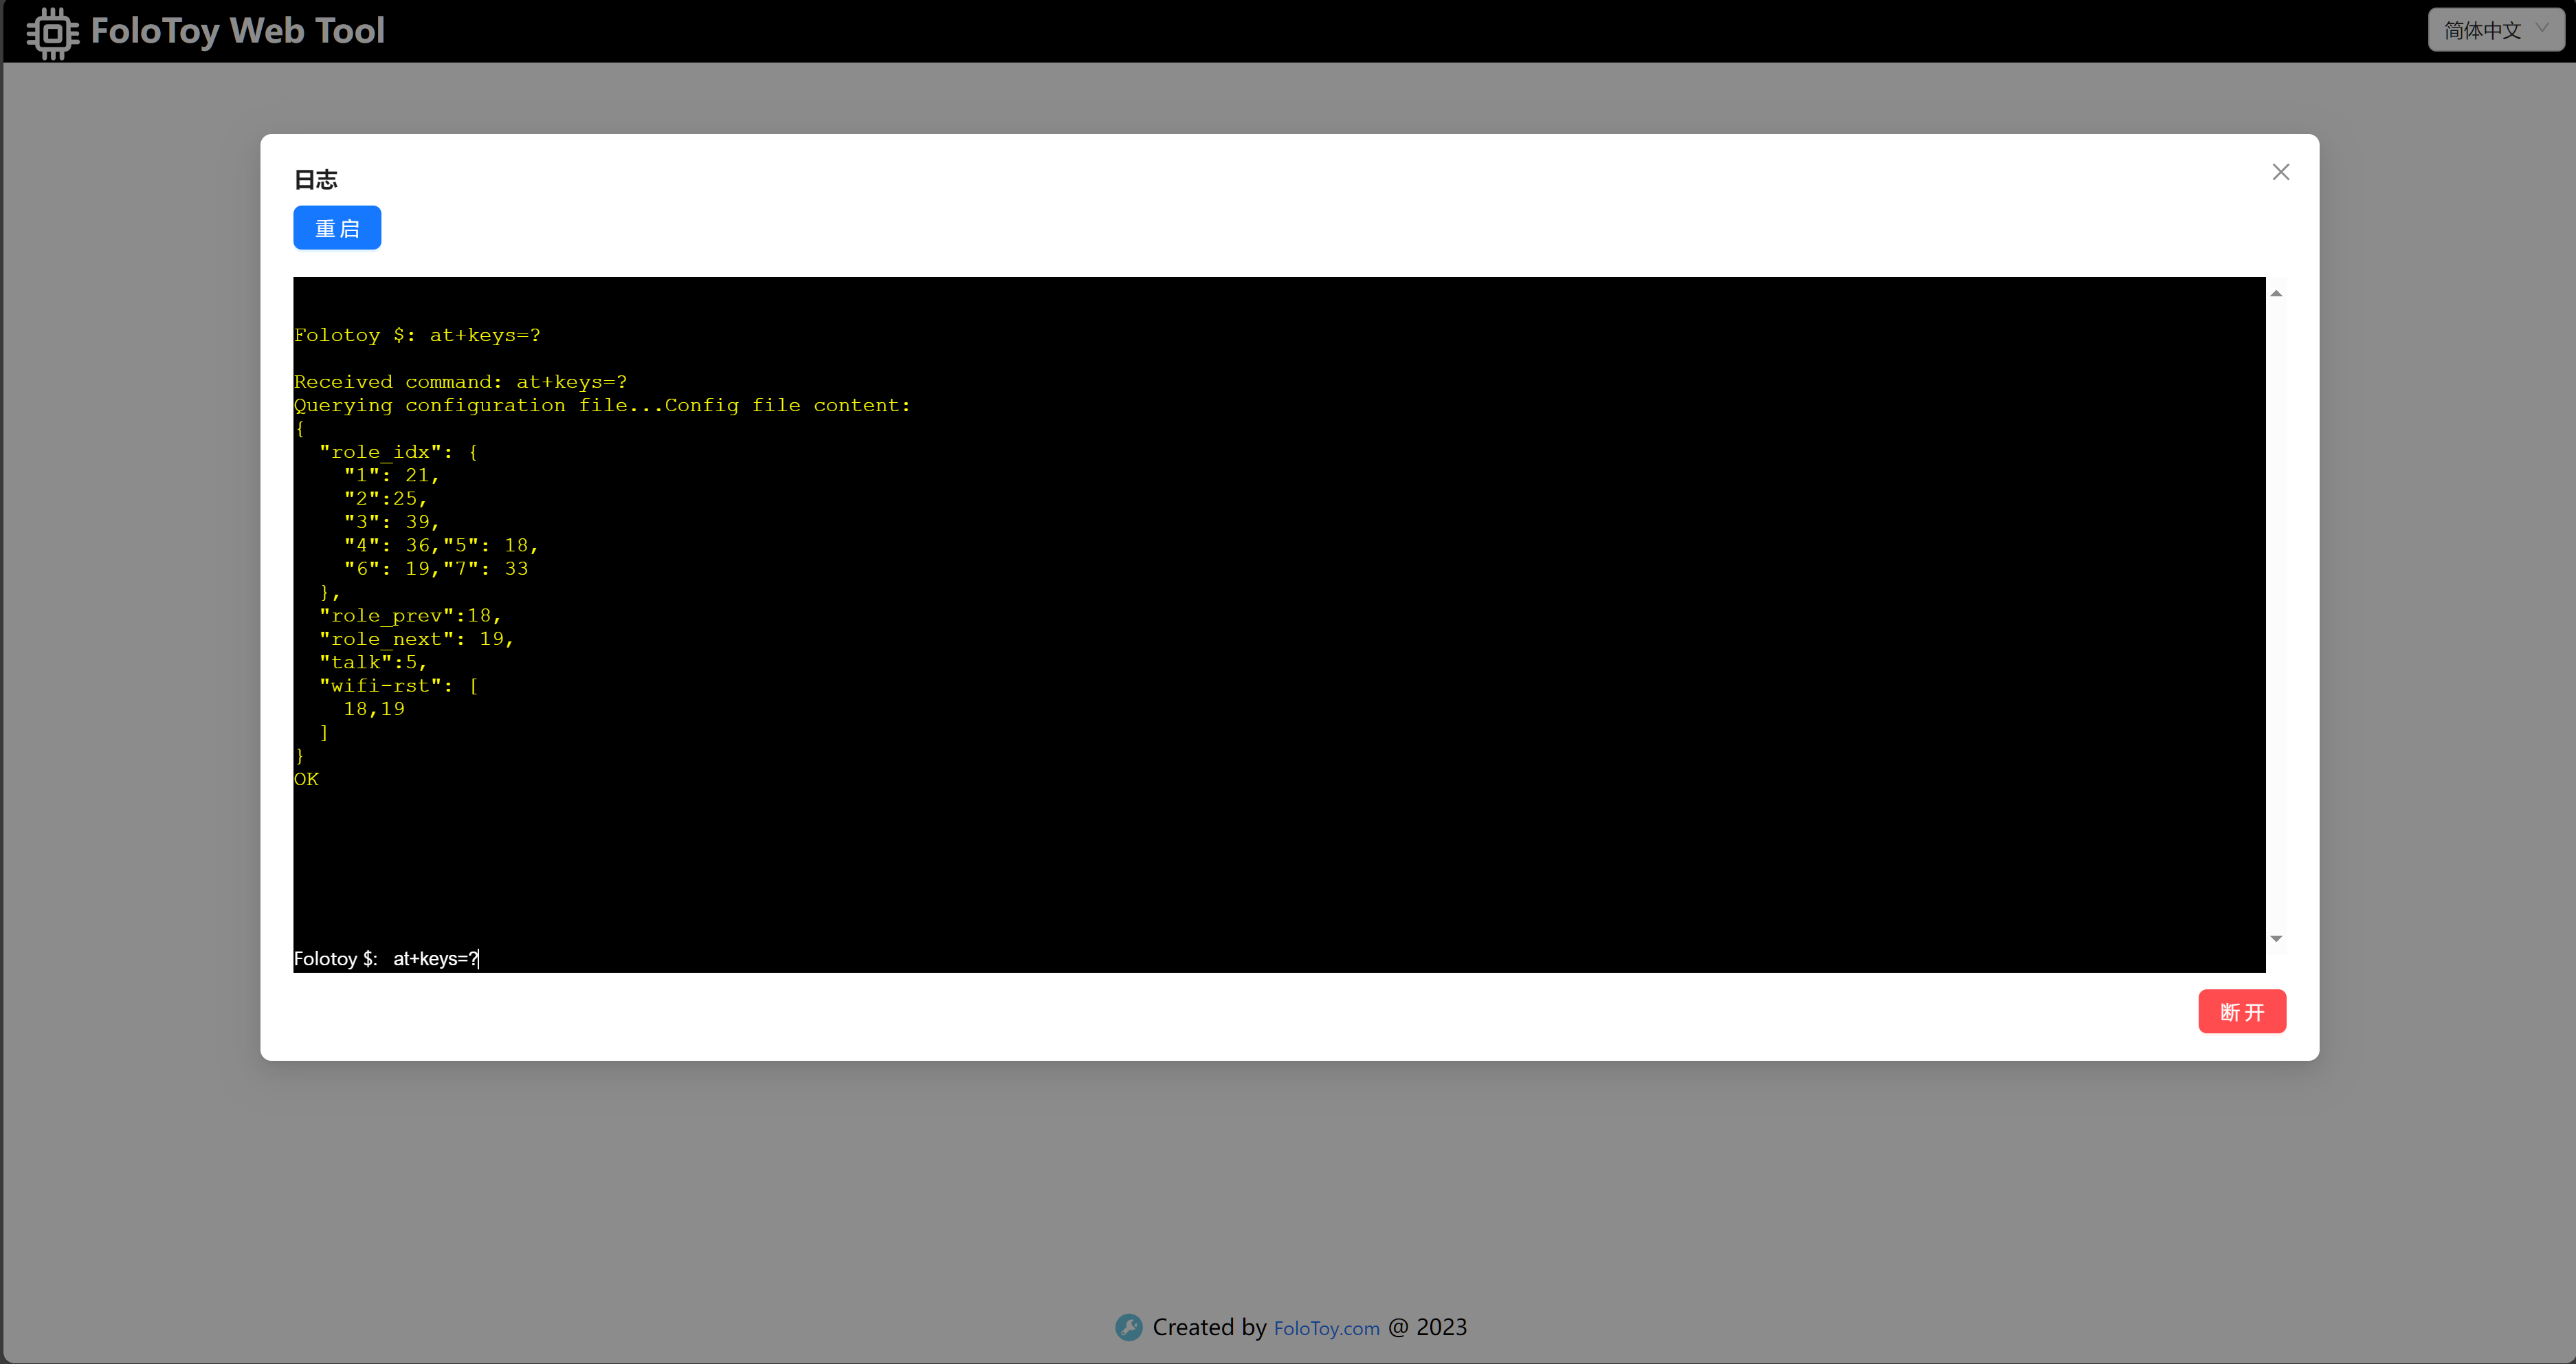 FoloToy Web Tool
简体中文
日志
重启
Folotoy $: at+keys=?
Received command: at+keys=?
Querying configuration file...Config file content:
{
  "role_idx": {
    "1": 21,
    "2":25,
    "3": 39,
    "4": 36,"5": 18,
    "6": 19,"7": 33
  },
  "role_prev":18,
  "role_next": 19,
  "talk":5,
  "wifi-rst": [
    18,19
  ]
}
OK
Folotoy $: at+keys=?
断开
Created by FoloToy.com @ 2023